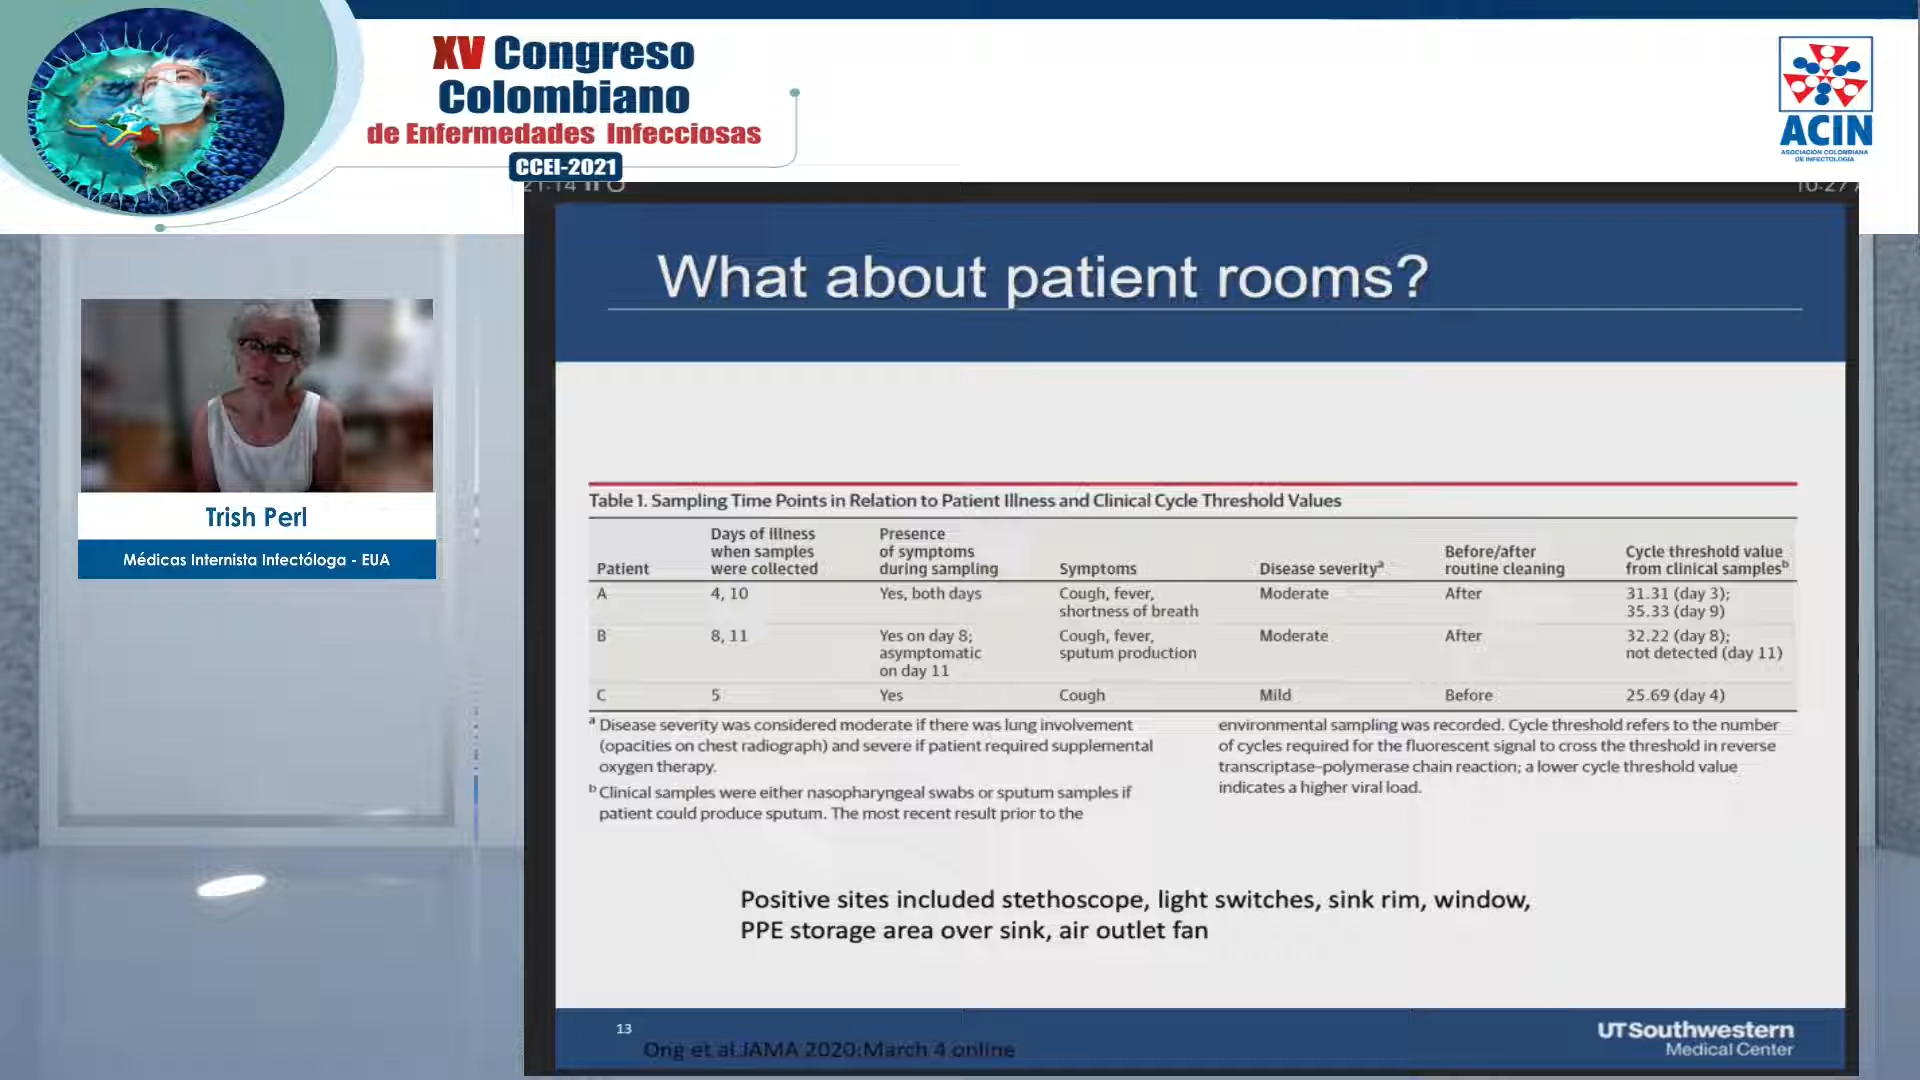 XV Congreso
Colombiano
de Enfermedades Infecciosas
CCEI-2021
ACIN
ASOCIACIÓN COLOMBIANA
DE INFECTOLOGIA
21:14
10:27
What about patient rooms?
Trish Perl
Médicas Internista Infectóloga - EUA
Table 1. Sampling Time Points in Relation to Patient Illness and Clinical Cycle Threshold Values
Patient | Days of illness when samples were collected | Presence of symptoms during sampling | Symptoms | Disease severity^a | Before/after routine cleaning | Cycle threshold value from clinical samples^b
A | 4, 10 | Yes, both days | Cough, fever, shortness of breath | Moderate | After | 31.31 (day 3); 35.33 (day 9)
B | 8, 11 | Yes on day 8; asymptomatic on day 11 | Cough, fever, sputum production | Moderate | After | 32.22 (day 8); not detected (day 11)
C | 5 | Yes | Cough | Mild | Before | 25.69 (day 4)
a Disease severity was considered moderate if there was lung involvement
(opacities on chest radiograph) and severe if patient required supplemental
oxygen therapy.
b Clinical samples were either nasopharyngeal swabs or sputum samples if
patient could produce sputum. The most recent result prior to the
environmental sampling was recorded. Cycle threshold refers to the number
of cycles required for the fluorescent signal to cross the threshold in reverse
transcriptase–polymerase chain reaction; a lower cycle threshold value
indicates a higher viral load.
Positive sites included stethoscope, light switches, sink rim, window,
PPE storage area over sink, air outlet fan
13
Ong et al JAMA 2020:March 4 online
UTSouthwestern
Medical Center